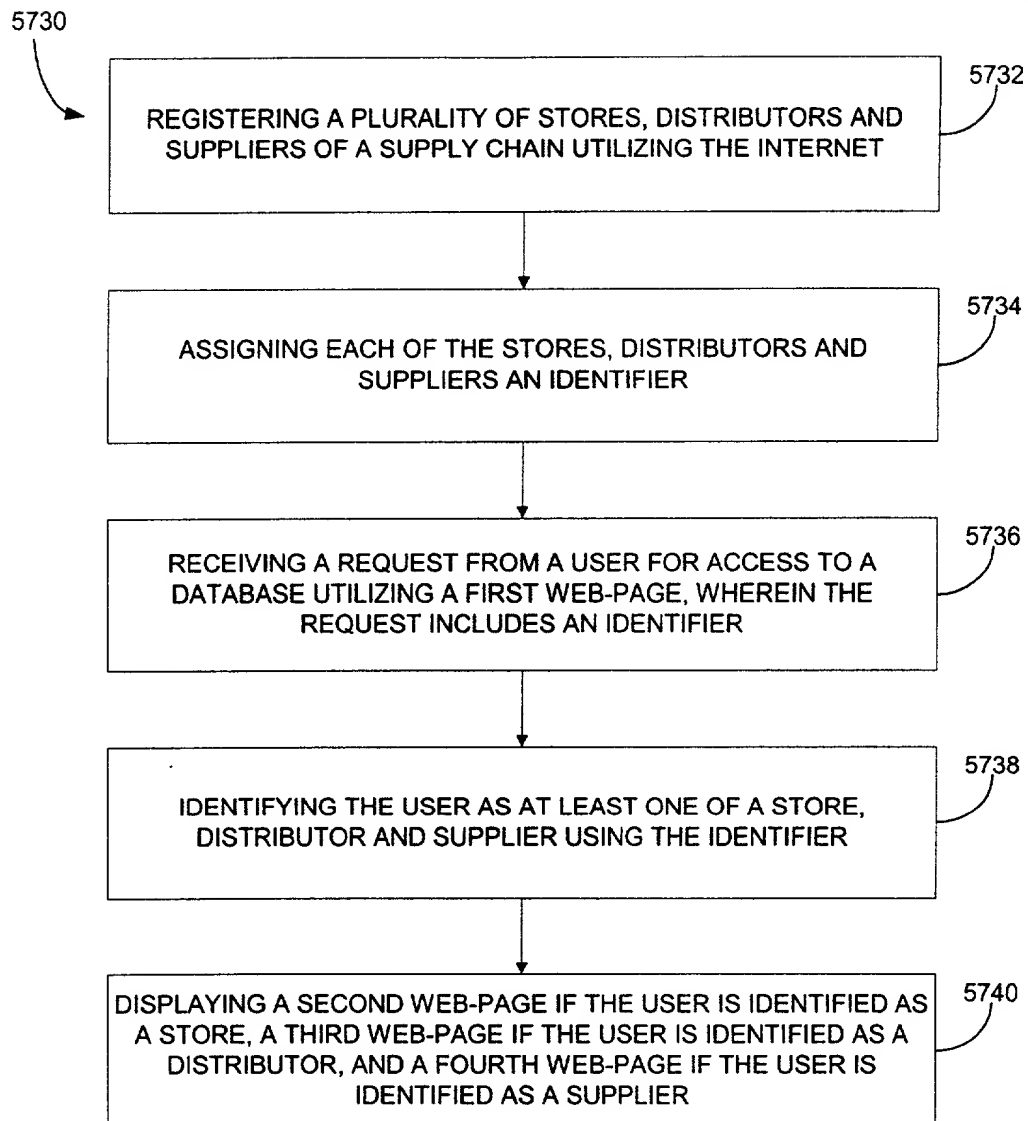 5730
5732
REGISTERING A PLURALITY OF STORES, DISTRIBUTORS AND
SUPPLIERS OF A SUPPLY CHAIN UTILIZING THE INTERNET
5734
ASSIGNING EACH OF THE STORES, DISTRIBUTORS AND
SUPPLIERS AN IDENTIFIER
5736
RECEIVING A REQUEST FROM A USER FOR ACCESS TO A
DATABASE UTILIZING A FIRST WEB-PAGE, WHEREIN THE
REQUEST INCLUDES AN IDENTIFIER
5738
IDENTIFYING THE USER AS AT LEAST ONE OF A STORE,
DISTRIBUTOR AND SUPPLIER USING THE IDENTIFIER
5740
DISPLAYING A SECOND WEB-PAGE IF THE USER IS IDENTIFIED AS
A STORE, A THIRD WEB-PAGE IF THE USER IS IDENTIFIED AS A
DISTRIBUTOR, AND A FOURTH WEB-PAGE IF THE USER IS
IDENTIFIED AS A SUPPLIER